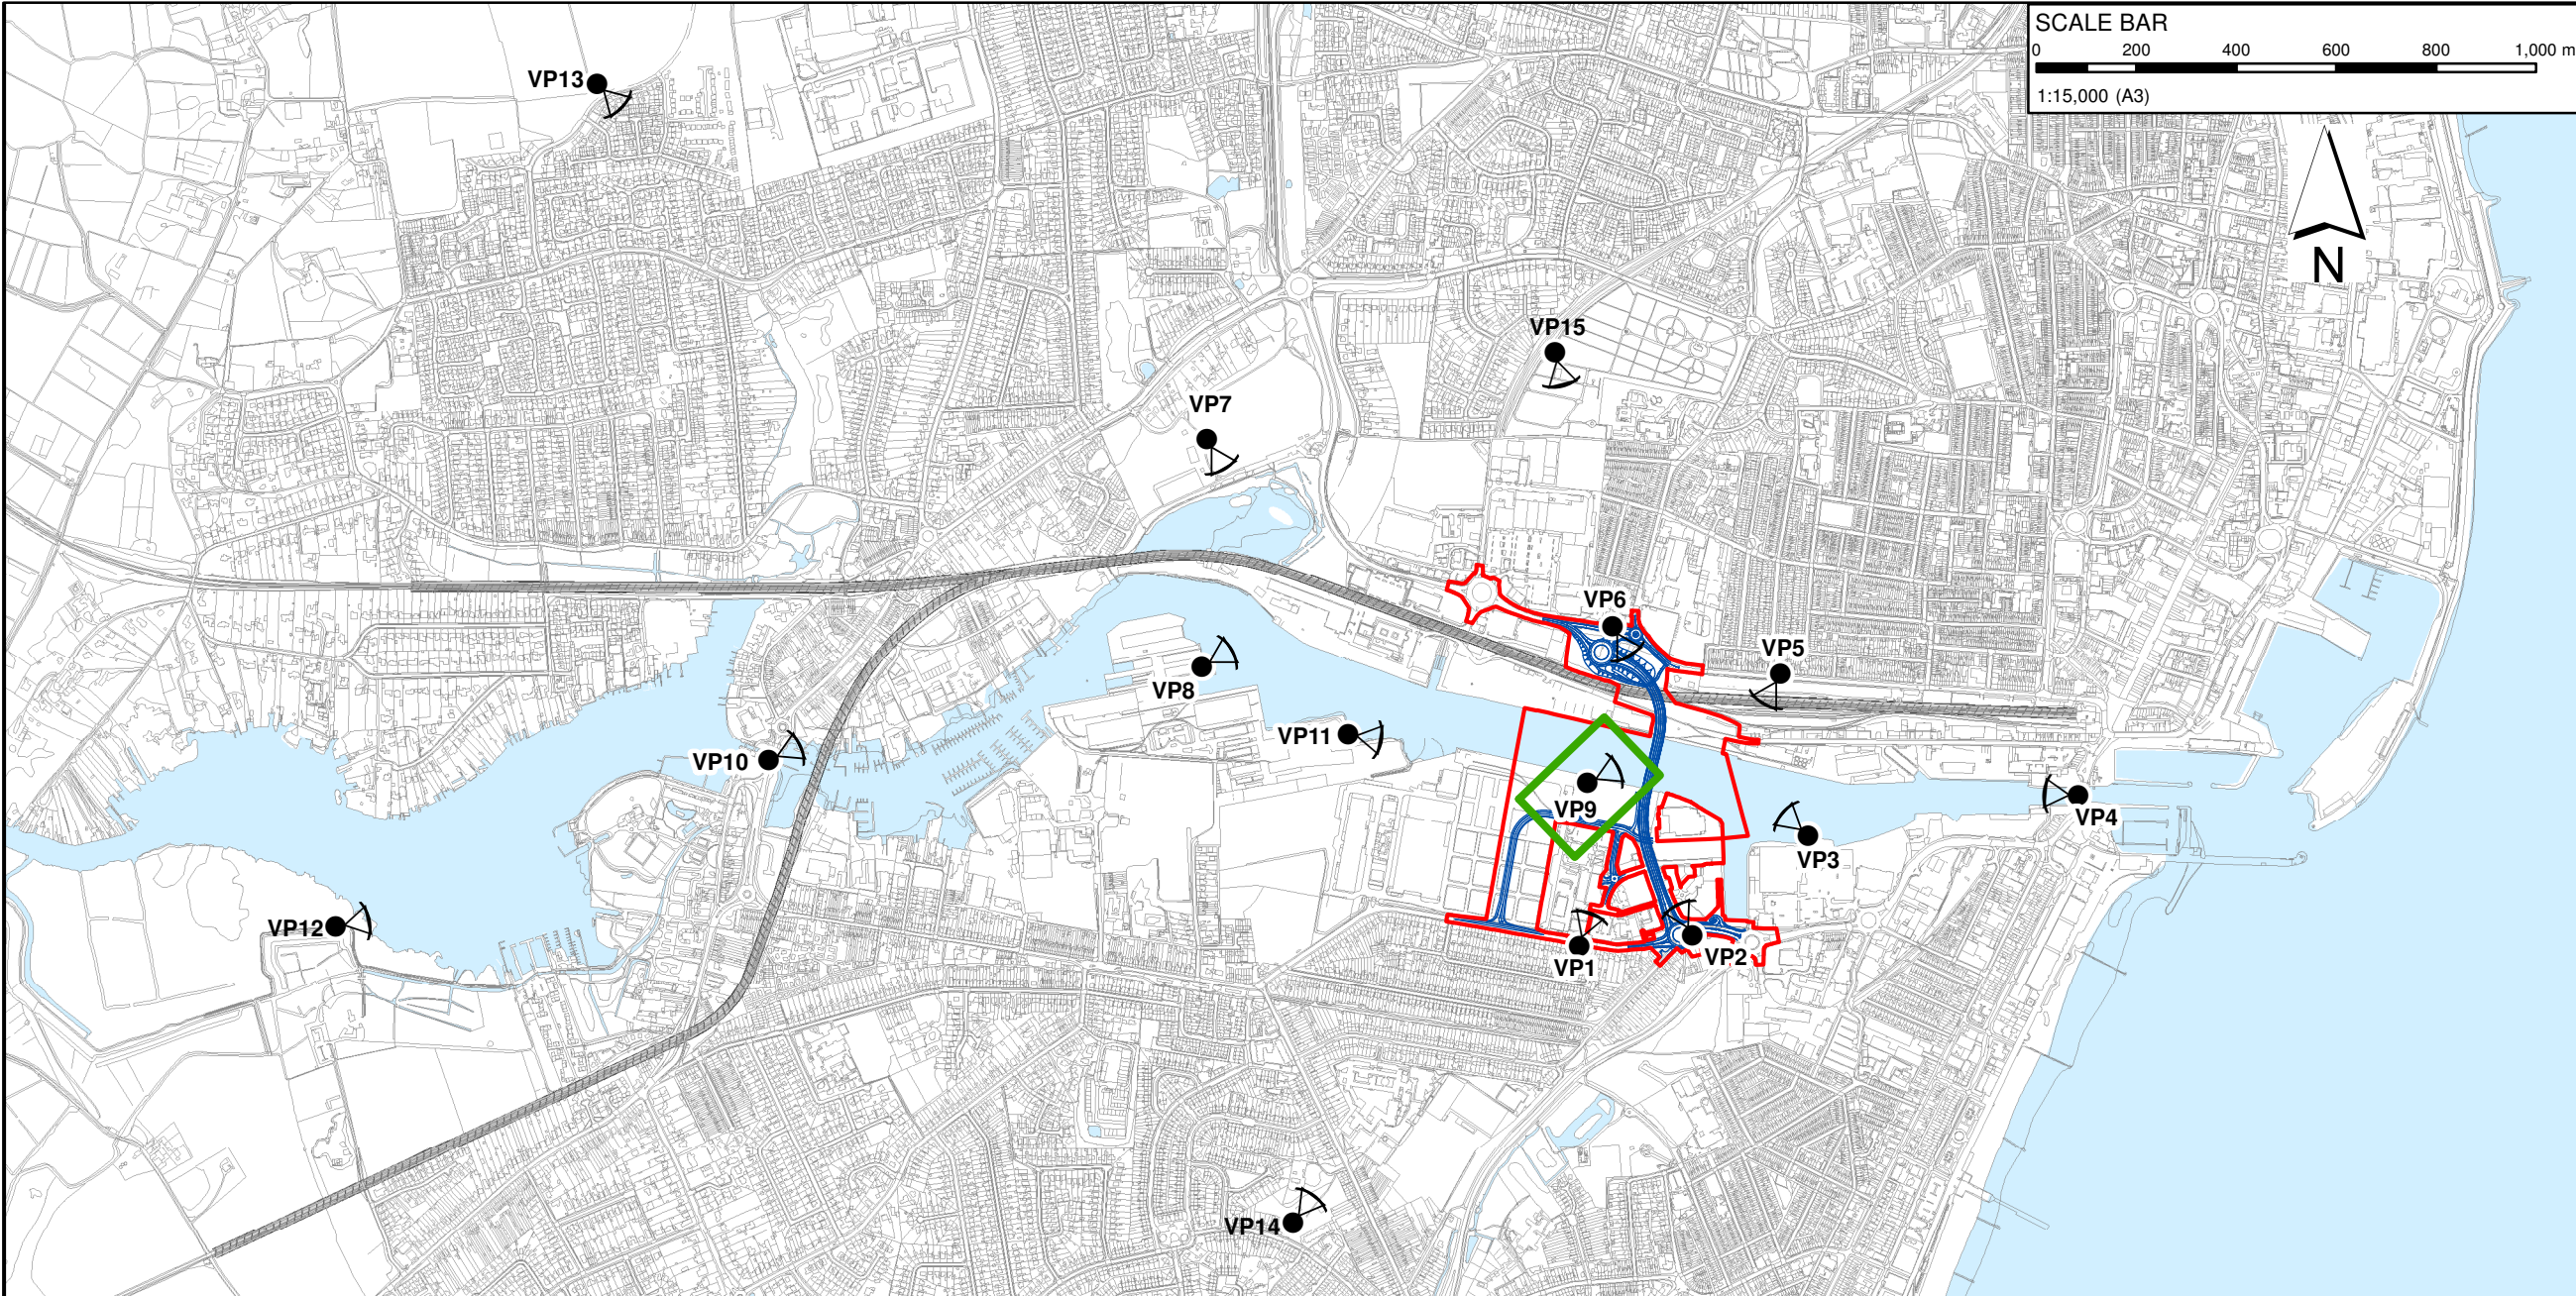 SCALE BAR
0 200 400 600 800 1,000 m
1:15,000 (A3)
N
VP13
VP15
VP7
VP6
VP5
VP8
VP11
VP10
VP9
VP4
VP3
VP12
VP2
VP1
VP14